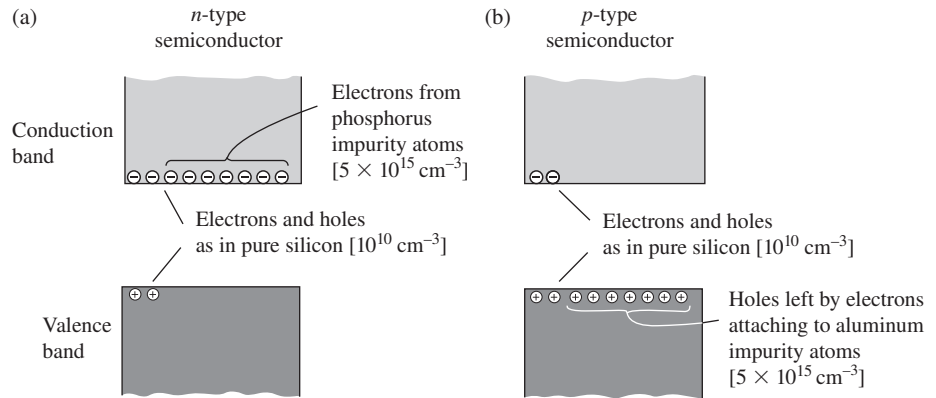 (a)
n-type
semiconductor
Conduction
band
Electrons from
phosphorus
impurity atoms
[5 × 10¹⁵ cm⁻³]
Electrons and holes
as in pure silicon [10¹⁰ cm⁻³]
Valence
band
(b)
p-type
semiconductor
Electrons and holes
as in pure silicon [10¹⁰ cm⁻³]
Holes left by electrons
attaching to aluminum
impurity atoms
[5 × 10¹⁵ cm⁻³]